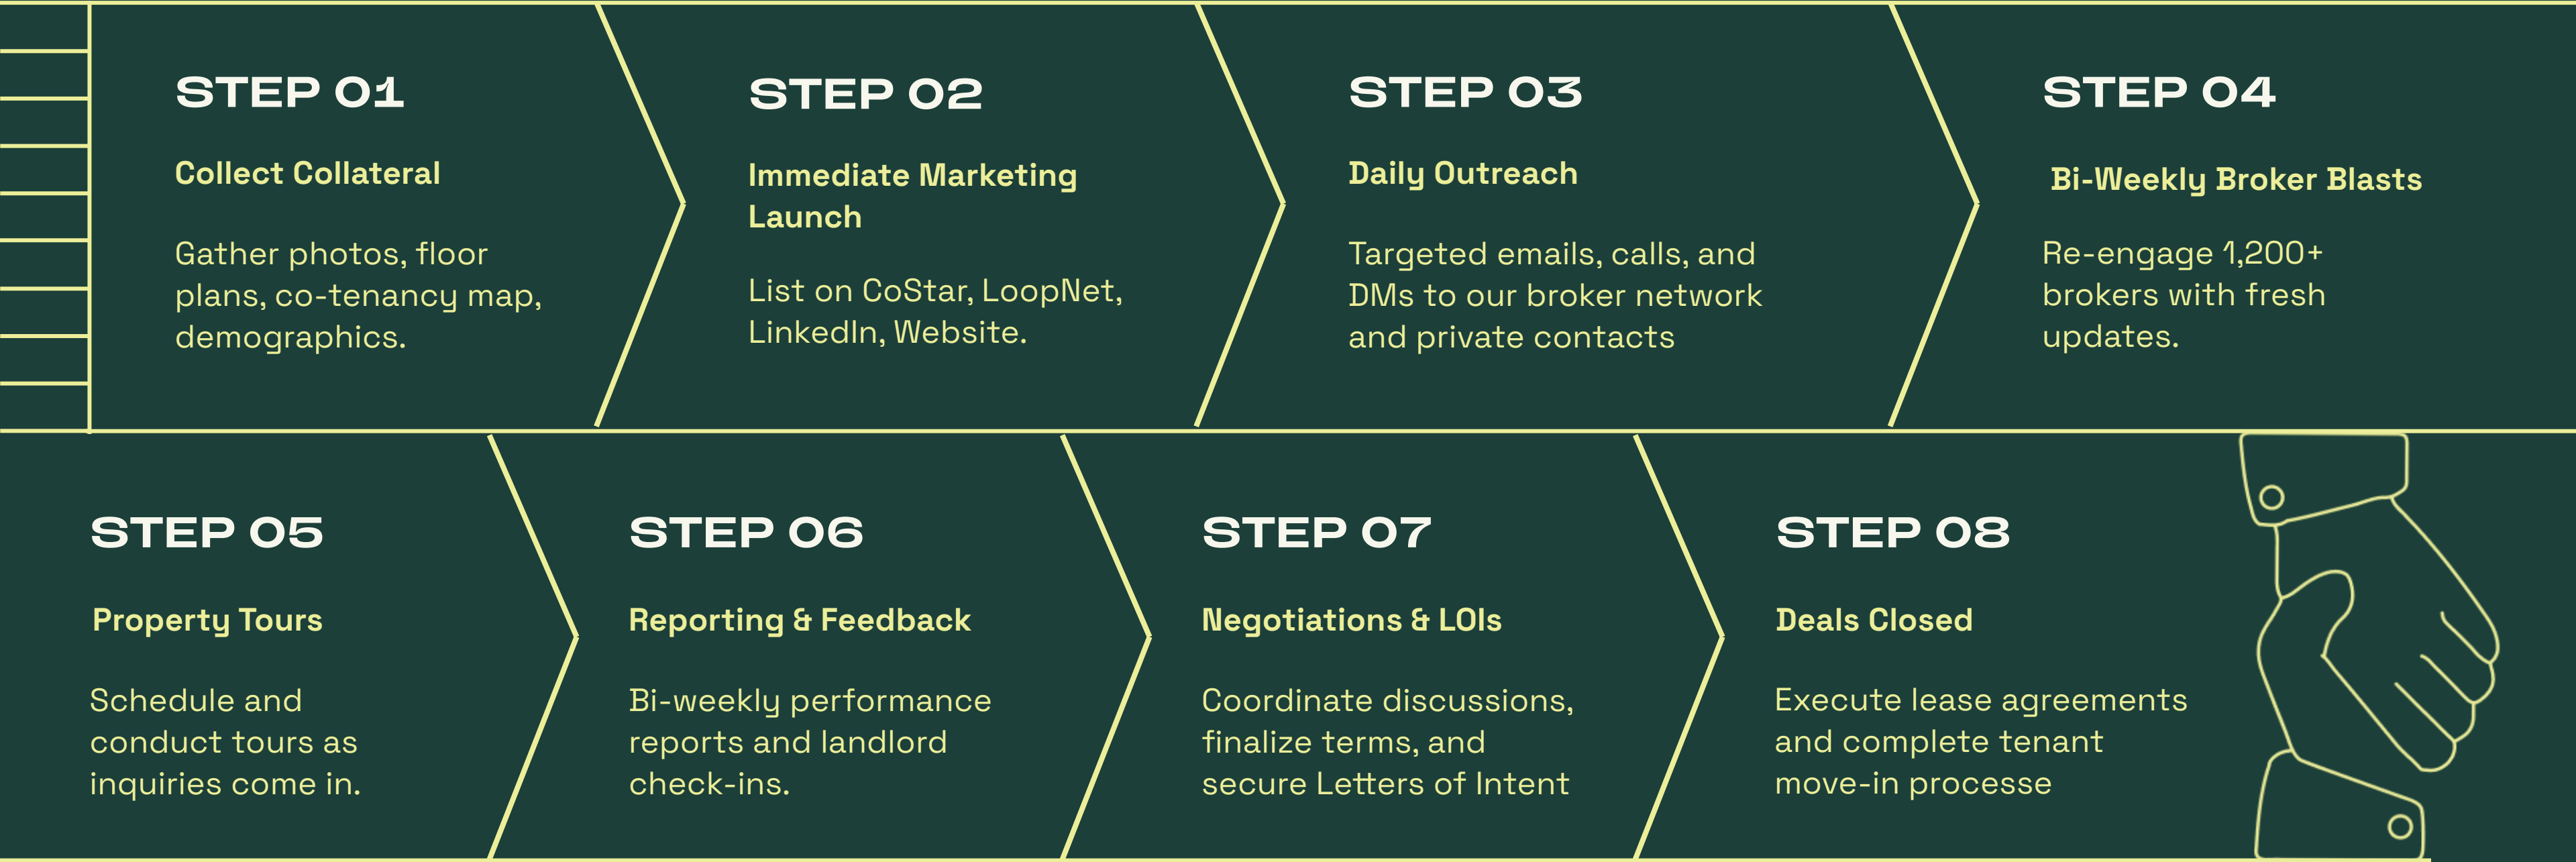 STEP 01
Collect Collateral
Gather photos, floor
plans, co-tenancy map,
demographics.
STEP 02
Immediate Marketing
Launch
List on CoStar, LoopNet,
LinkedIn, Website.
STEP 03
Daily Outreach
Targeted emails, calls, and
DMs to our broker network
and private contacts
STEP 04
Bi-Weekly Broker Blasts
Re-engage 1,200+
brokers with fresh
updates.
STEP 05
Property Tours
Schedule and
conduct tours as
inquiries come in.
STEP 06
Reporting & Feedback
Bi-weekly performance
reports and landlord
check-ins.
STEP 07
Negotiations & LOIs
Coordinate discussions,
finalize terms, and
secure Letters of Intent
STEP 08
Deals Closed
Execute lease agreements
and complete tenant
move-in processe